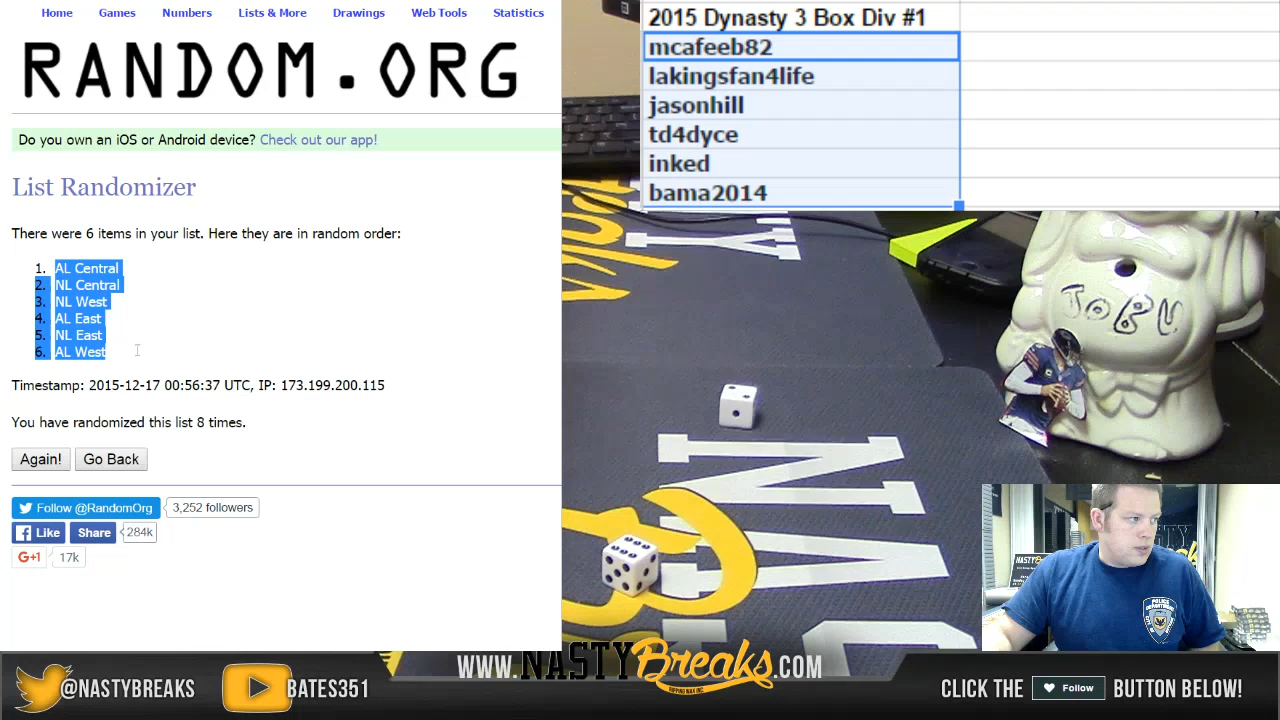 Home Games Numbers Lists & More Drawings Web Tools Statistics
RANDOM.ORG
Do you own an iOS or Android device? Check out our app!
List Randomizer
There were 6 items in your list. Here they are in random order:
1. AL Central
2. NL Central
3. NL West
4. AL East
5. NL East
6. AL West
Timestamp: 2015-12-17 00:56:37 UTC, IP: 173.199.200.115
You have randomized this list 8 times.
Again! Go Back
Follow @RandomOrg 3,252 followers
Like Share 284k
G+1 17k
2015 Dynasty 3 Box Div #1
mcafeeb82
lakingsfan4life
jasonhill
td4dyce
inked
bama2014
JOBU
NASTY
@NASTYBREAKS
BATES351
WWW.NASTYBreaks.COM
RIPPING WAX INC.
CLICK THE Follow BUTTON BELOW!